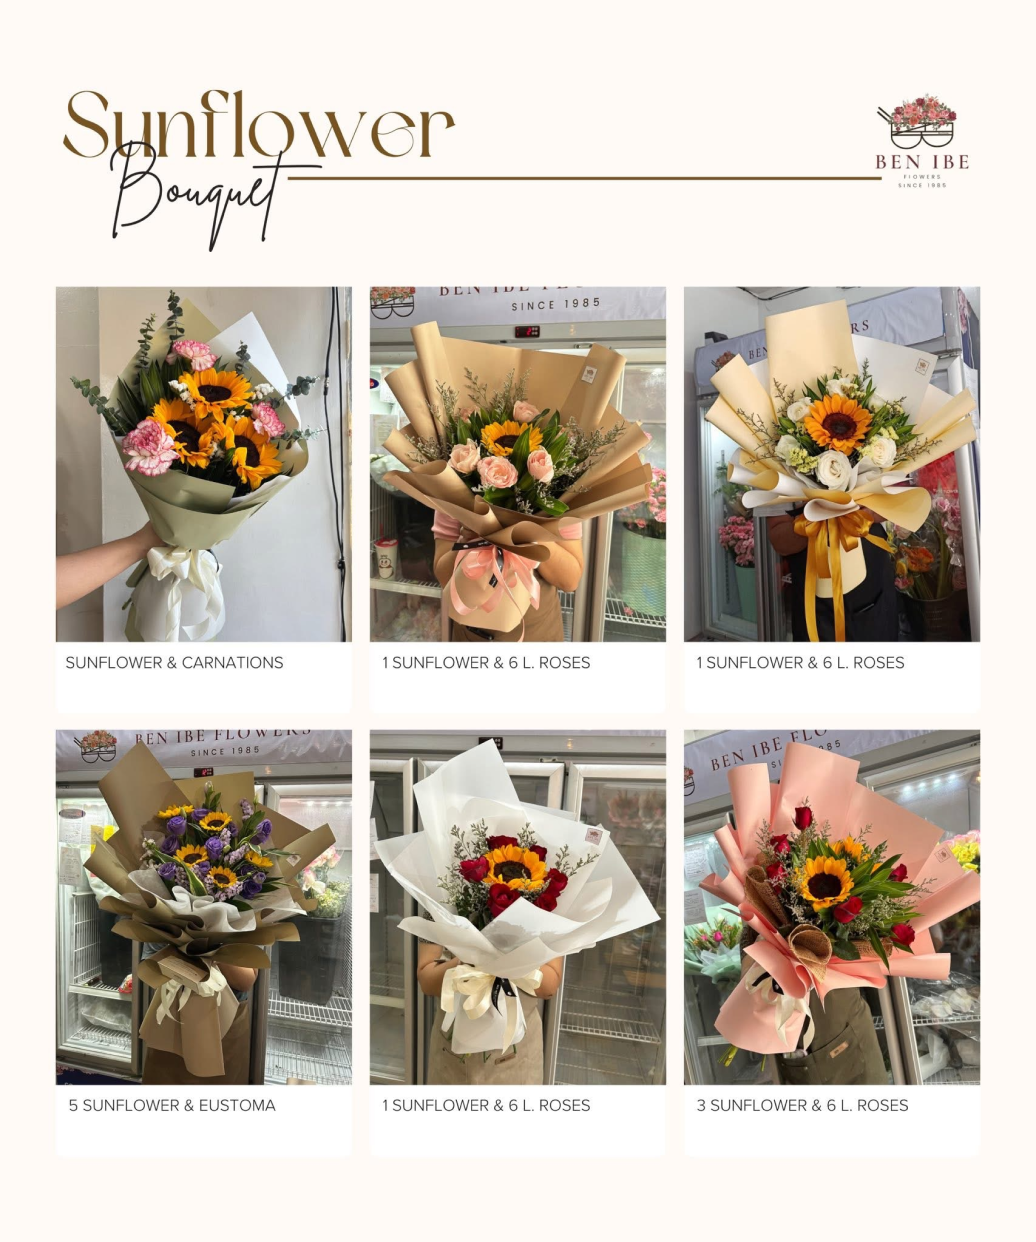 Sunflower
Bouquet
BEN IBE
FLOWERS
SINCE 1985
SINCE 1985
SUNFLOWER & CARNATIONS
1 SUNFLOWER & 6 L. ROSES
1 SUNFLOWER & 6 L. ROSES
BEN IBE FLOWERS
SINCE 1985
BEN IBE
5 SUNFLOWER & EUSTOMA
1 SUNFLOWER & 6 L. ROSES
3 SUNFLOWER & 6 L. ROSES